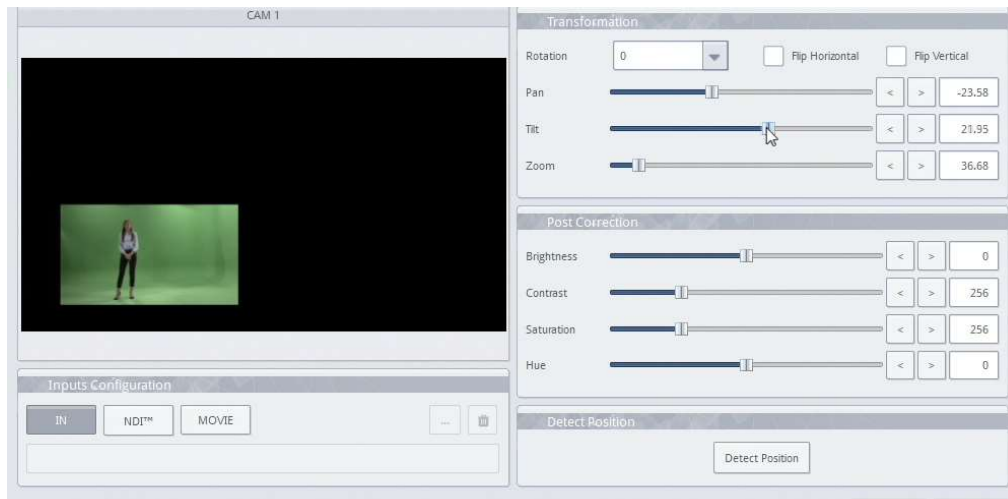 CAM 1
Inputs Configuration
IN
NDI™
MOVIE
...
Transformation
Rotation 0 Flip Horizontal Flip Vertical
Pan < > -23.58
Tilt < > 21.95
Zoom < > 36.68
Post Correction
Brightness < > 0
Contrast < > 256
Saturation < > 256
Hue < > 0
Detect Position
Detect Position